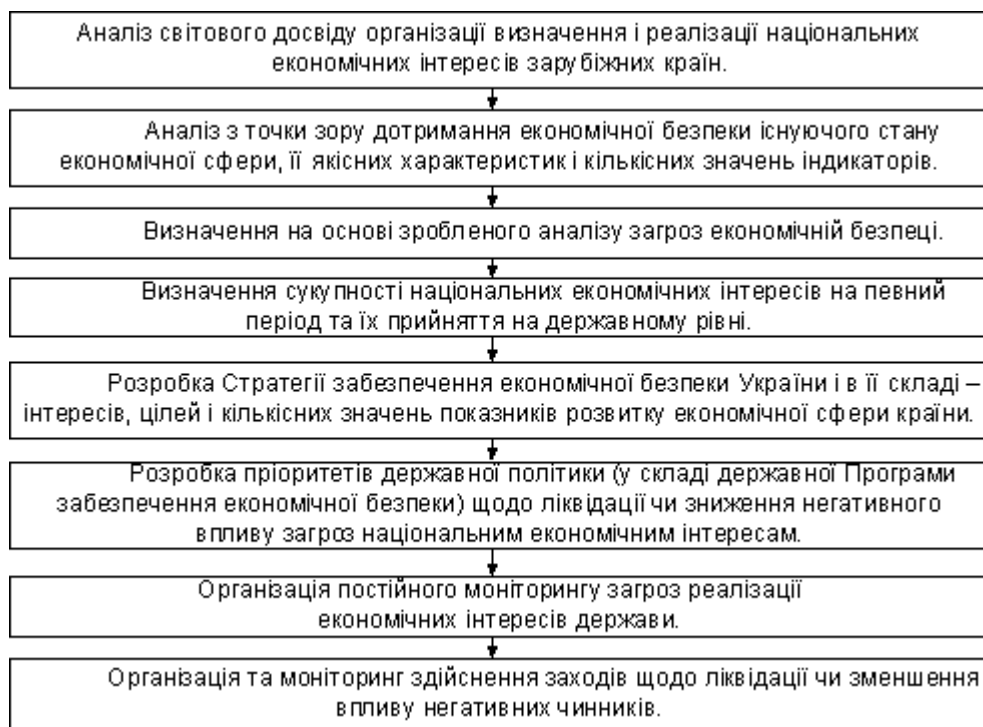 Аналіз світового досвіду організації визначення і реалізації національних
економічних інтересів зарубіжних країн.
Аналіз з точки зору дотримання економічної безпеки існуючого стану
економічної сфери, її якісних характеристик і кількісних значень індикаторів.
Визначення на основі зробленого аналізу загроз економічній безпеці.
Визначення сукупності національних економічних інтересів на певний
період та їх прийняття на державному рівні.
Розробка Стратегії забезпечення економічної безпеки України і в її складі –
інтересів, цілей і кількісних значень показників розвитку економічної сфери країни.
Розробка пріоритетів державної політики (у складі державної Програми
забезпечення економічної безпеки) щодо ліквідації чи зниження негативного
впливу загроз національним економічним інтересам.
Організація постійного моніторингу загроз реалізації
економічних інтересів держави.
Організація та моніторинг здійснення заходів щодо ліквідації чи зменшення
впливу негативних чинників.